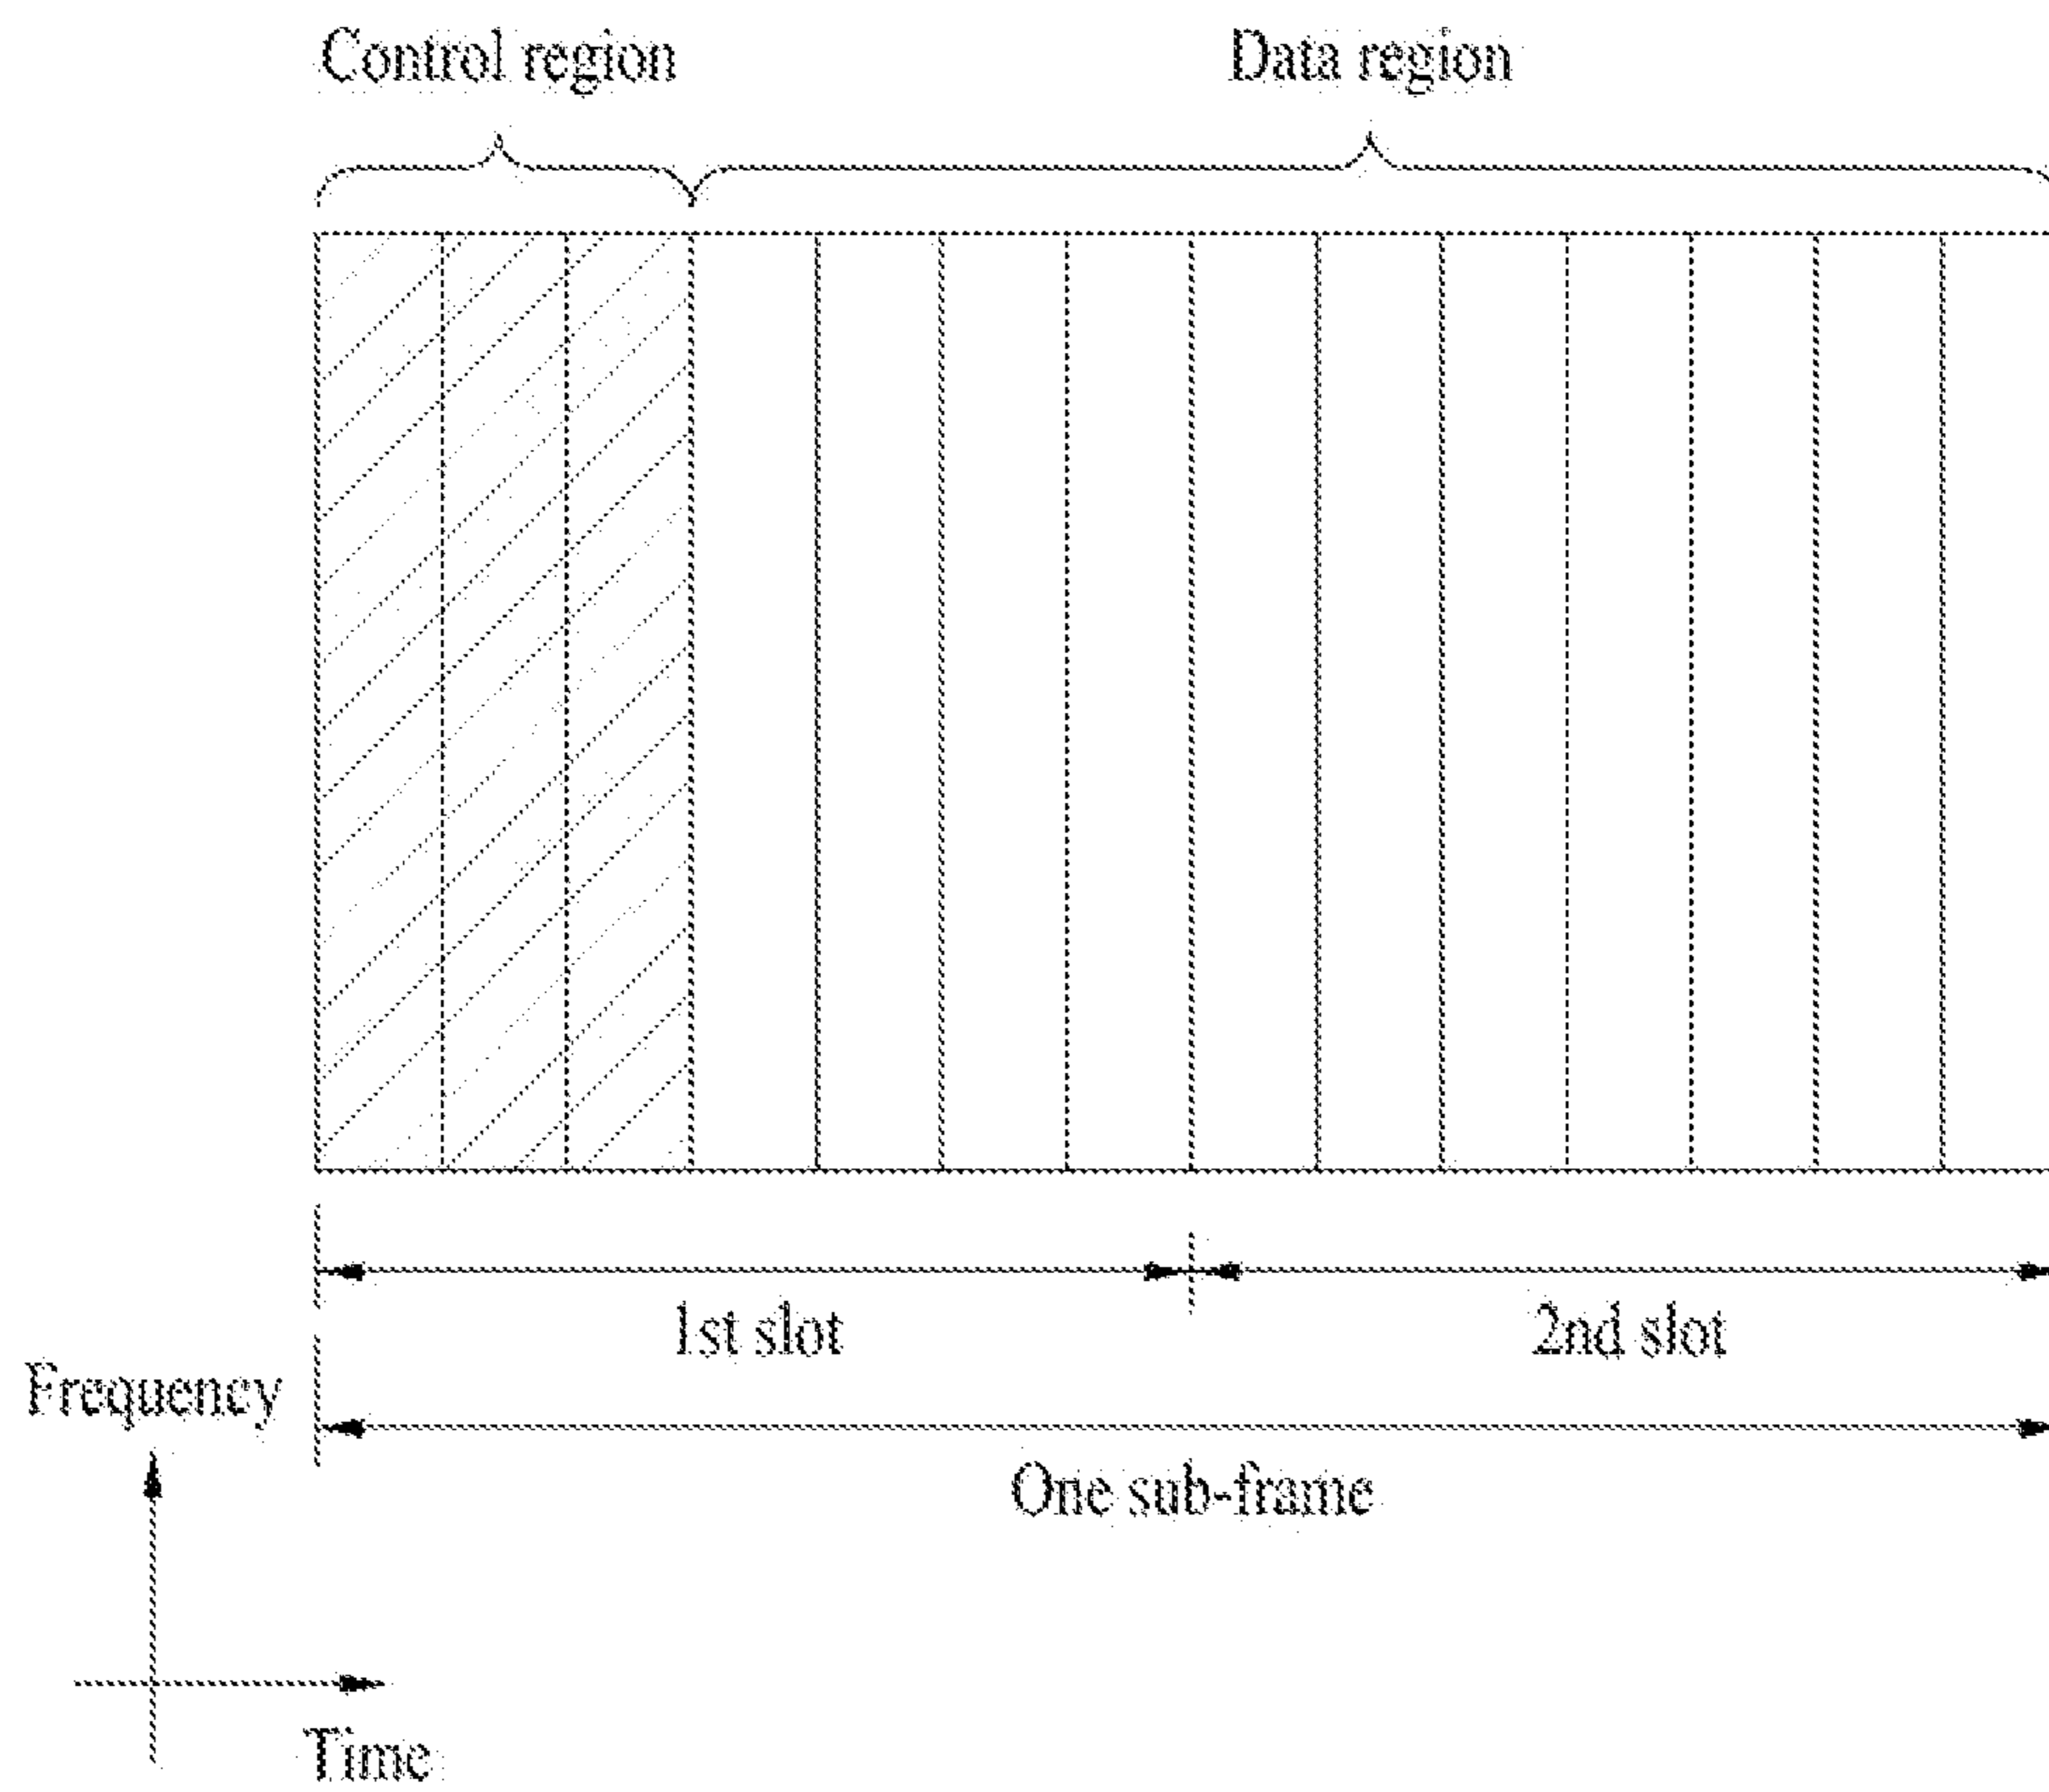 Control region
Data region
1st slot
2nd slot
Frequency
One sub-frame
Time